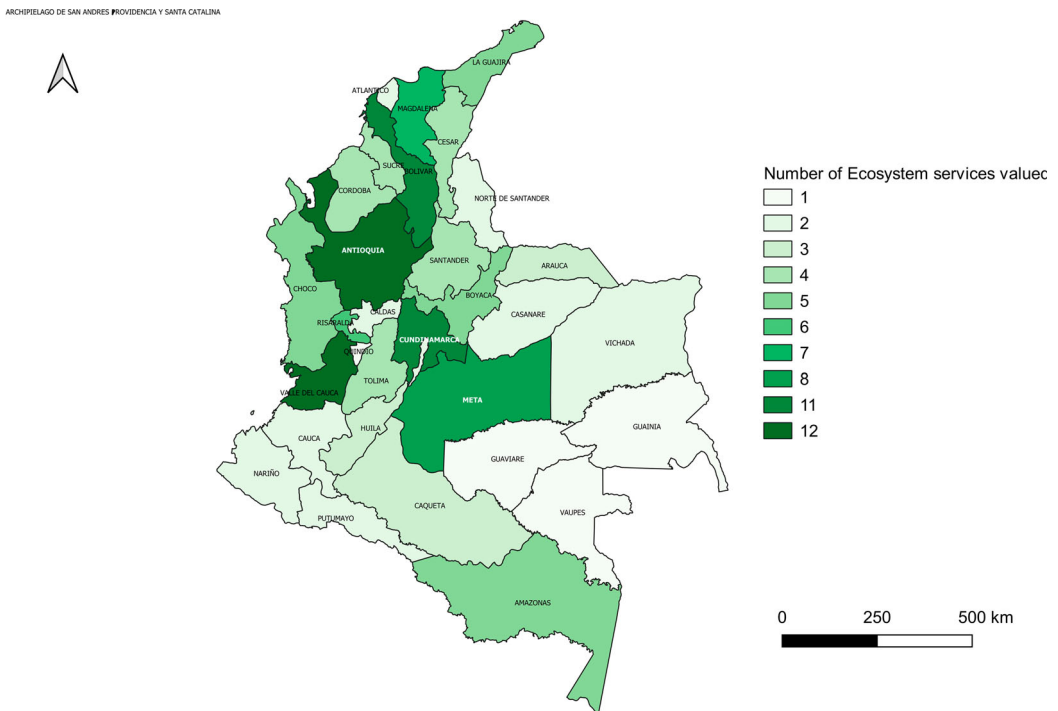 ARCHIPIELAGO DE SAN ANDRES PROVIDENCIA Y SANTA CATALINA
LA GUAJIRA
ATLANTICO
MAGDALENA
CESAR
SUCRE
BOLIVAR
CORDOBA
NORTE DE SANTANDER
ANTIOQUIA
SANTANDER
ARAUCA
CHOCO
BOYACA
CALDAS
CASANARE
RISARALDA
CUNDINAMARCA
QUINDIO
VICHADA
TOLIMA
VALLE DEL CAUCA
META
HUILA
GUAINIA
CAUCA
GUAVIARE
NARIÑO
CAQUETA
VAUPES
PUTUMAYO
AMAZONAS
Number of Ecosystem services valued
1
2
3
4
5
6
7
8
11
12
0 250 500 km